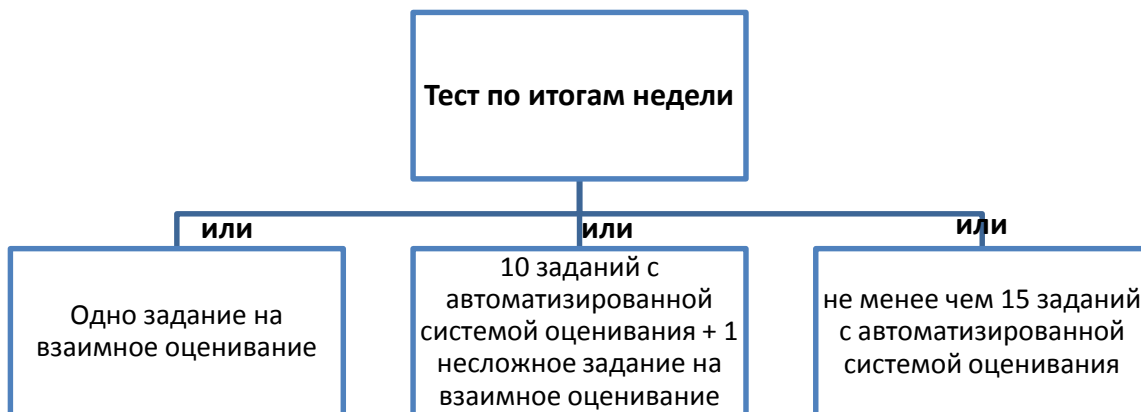 Тест по итогам недели
или
или
или
Одно задание на
взаимное оценивание
10 заданий с
автоматизированной
системой оценивания + 1
несложное задание на
взаимное оценивание
не менее чем 15 заданий
с автоматизированной
системой оценивания